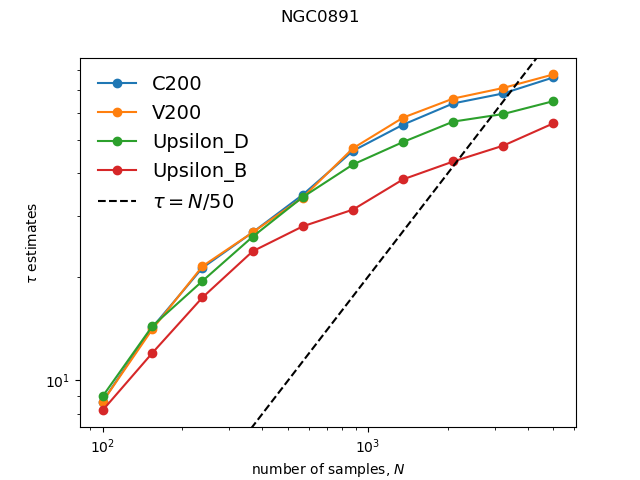 NGC0891
C200
V200
Upsilon_D
Upsilon_B
τ = N/50
τ estimates
10¹
10² 10³
number of samples, N